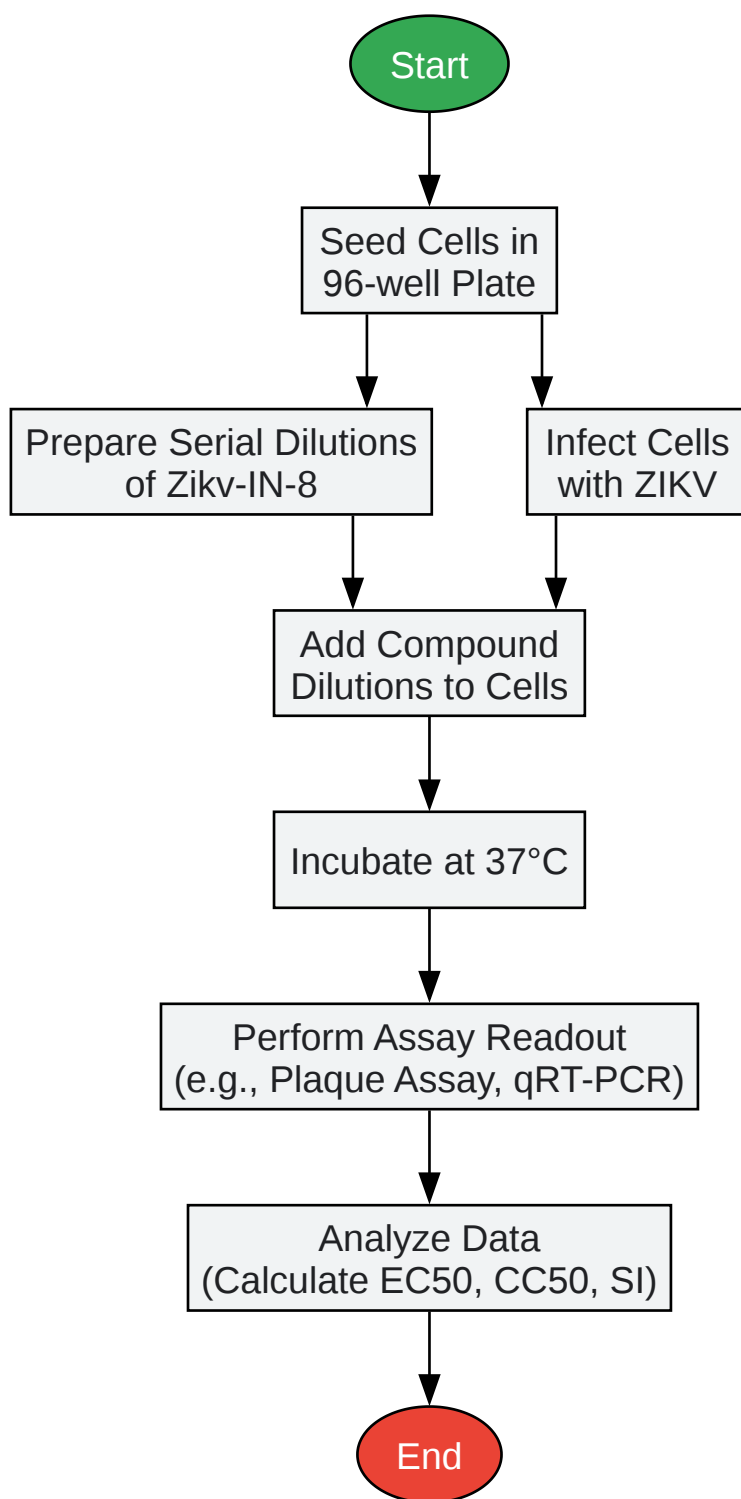 Start
Seed Cells in
96-well Plate
Prepare Serial Dilutions
of Zikv-IN-8
Infect Cells
with ZIKV
Add Compound
Dilutions to Cells
Incubate at 37°C
Perform Assay Readout
(e.g., Plaque Assay, qRT-PCR)
Analyze Data
(Calculate EC50, CC50, SI)
End